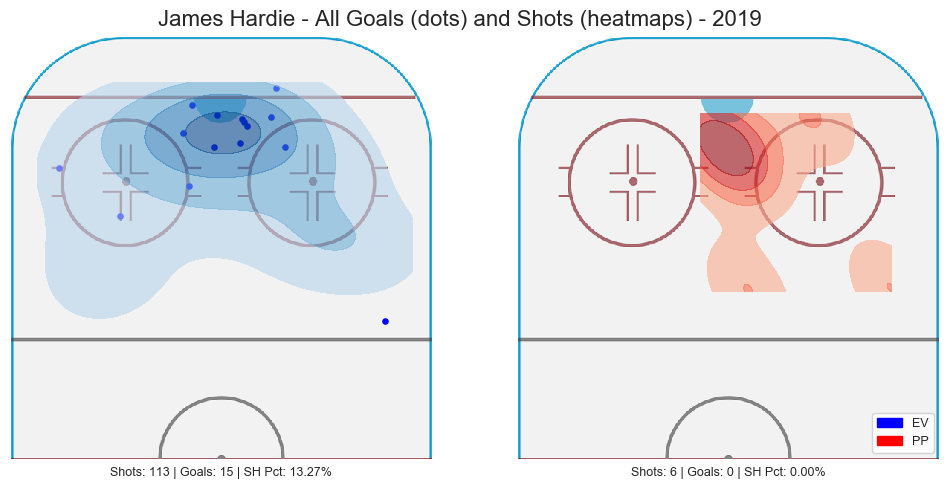 James Hardie - All Goals (dots) and Shots (heatmaps) - 2019
EV
PP
Shots: 113 | Goals: 15 | SH Pct: 13.27%
Shots: 6 | Goals: 0 | SH Pct: 0.00%